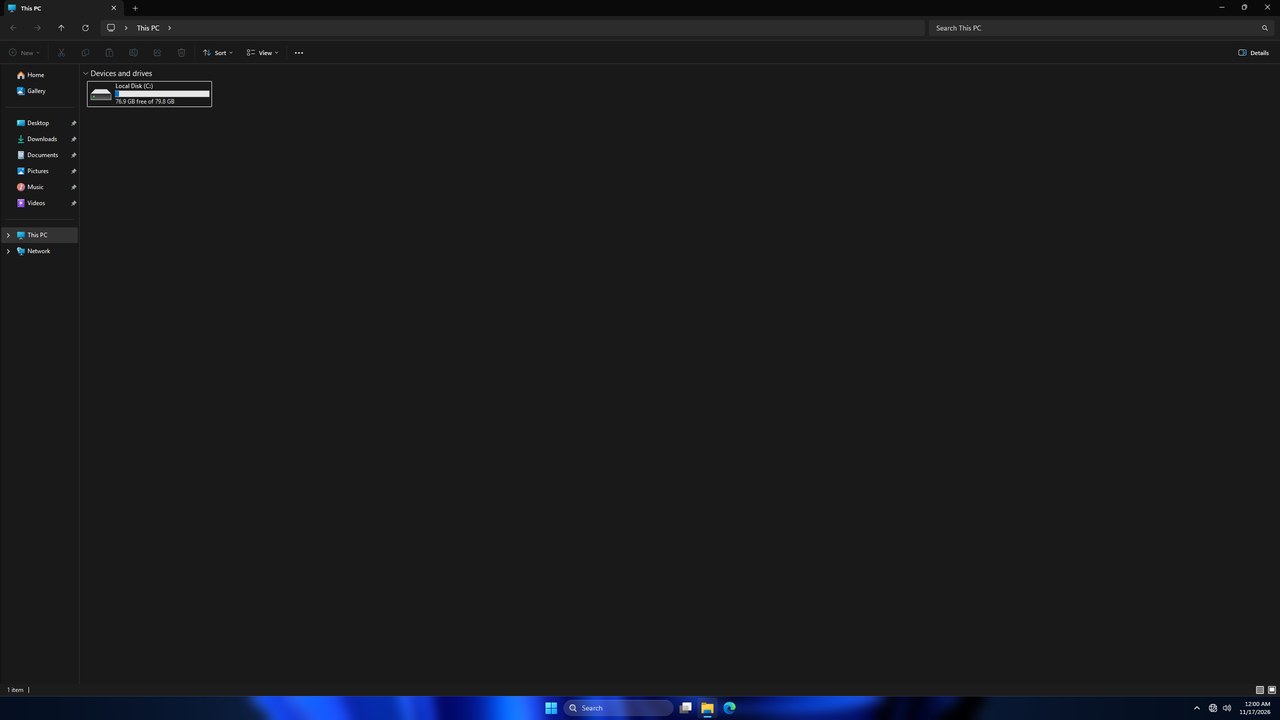 This PC
This PC
Search This PC
New
Sort
View
Details
Home
Gallery
Desktop
Downloads
Documents
Pictures
Music
Videos
This PC
Network
Devices and drives
Local Disk (C:)
76.9 GB free of 79.8 GB
1 item
Search
12:00 AM
11/17/2026